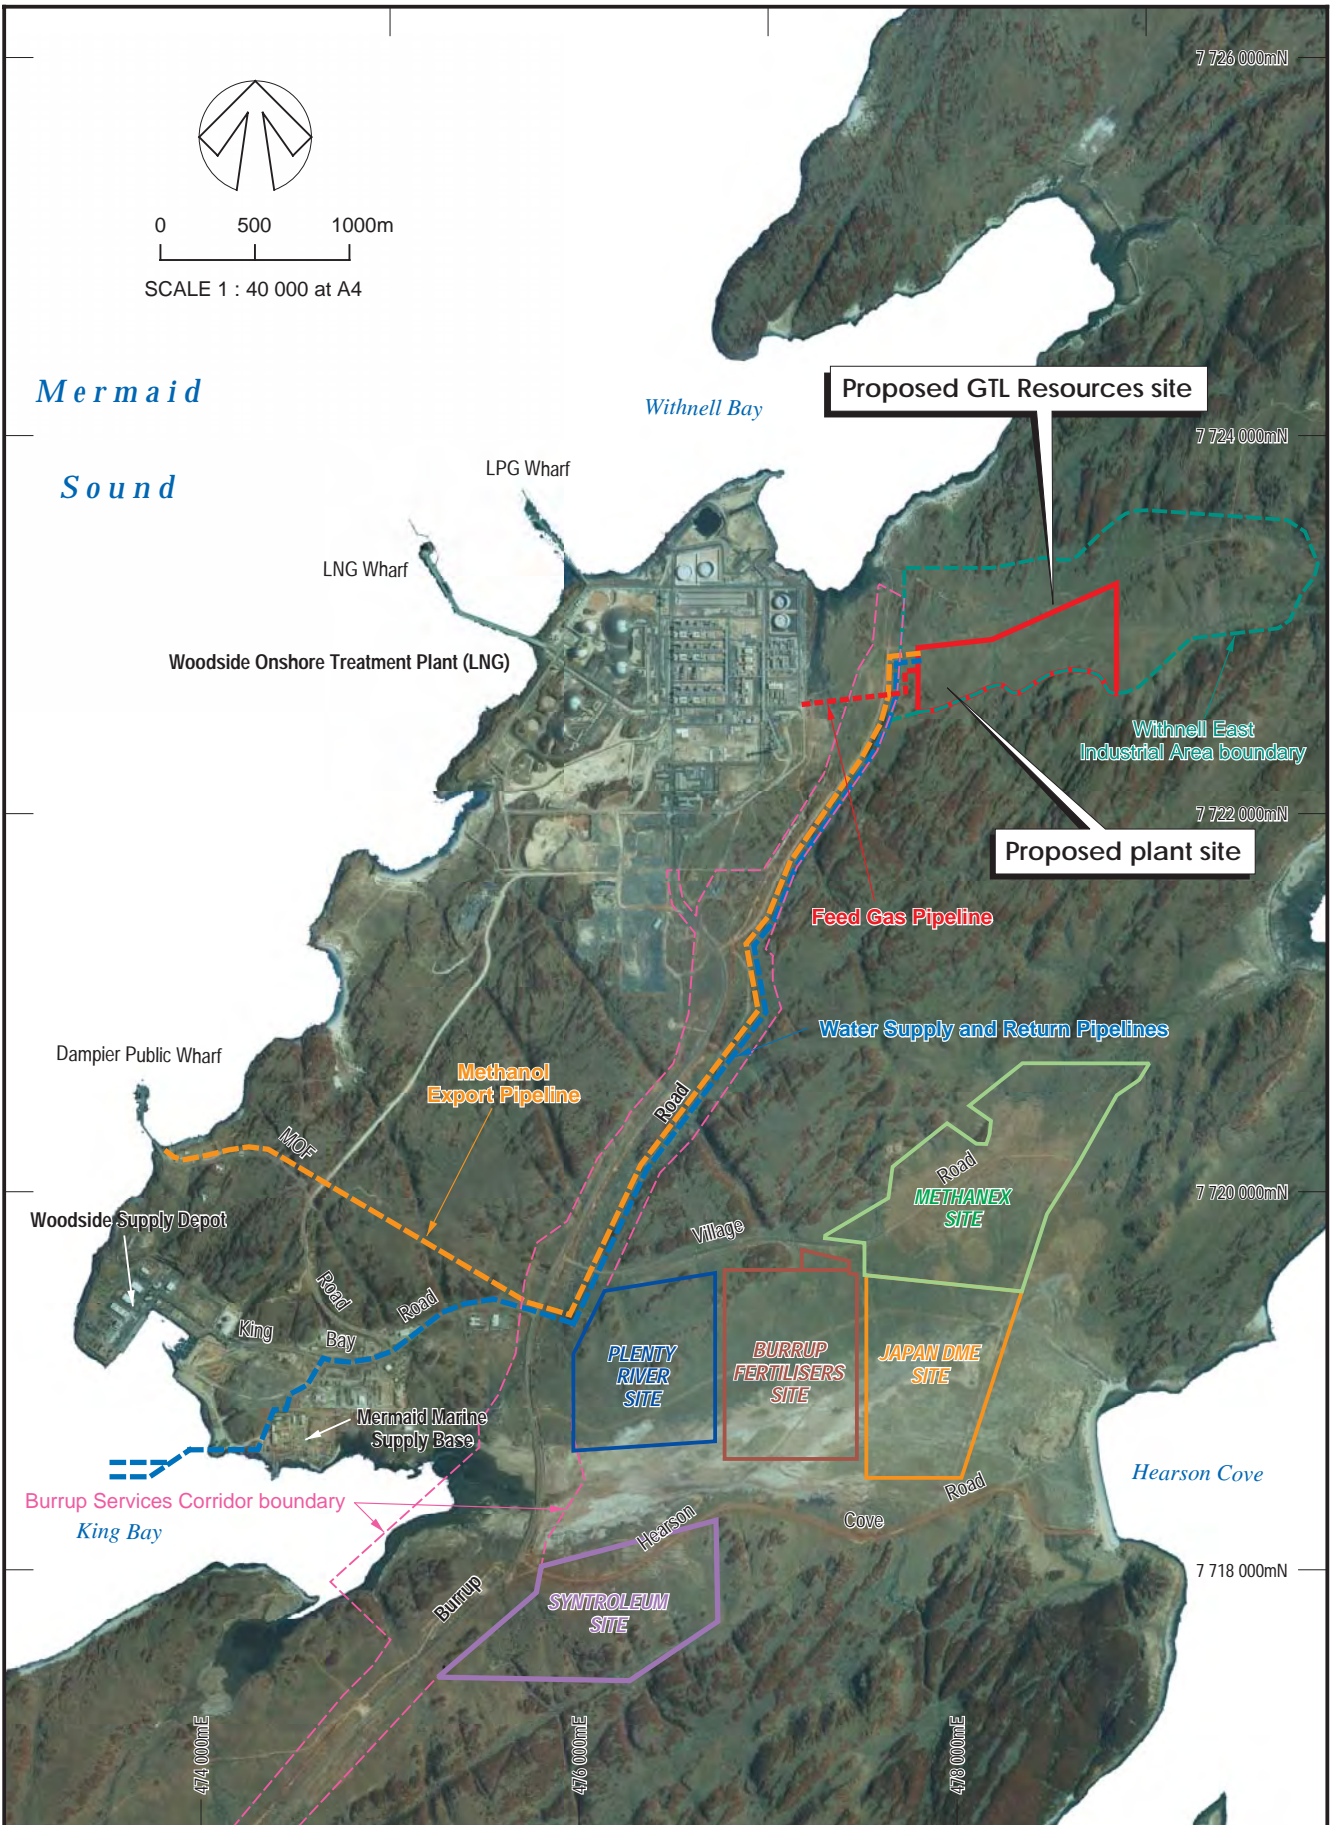 7 726 000mN
0 500 1000m
SCALE 1 : 40 000 at A4
Proposed GTL Resources site
Mermaid
Withnell Bay
7 724 000mN
Sound
LPG Wharf
LNG Wharf
Woodside Onshore Treatment Plant (LNG)
Withnell East
Industrial Area boundary
7 722 000mN
Proposed plant site
Feed Gas Pipeline
Water Supply and Return Pipelines
Dampier Public Wharf
Methanol
Export Pipeline
Road
MOF
Road
METHANEX
SITE
7 720 000mN
Woodside Supply Depot
Village
Road
Road
King
Bay
PLENTY
RIVER
SITE
BURRUP
FERTILISERS
SITE
JAPAN DME
SITE
Mermaid Marine
Supply Base
Hearson Cove
Road
Burrup Services Corridor boundary
King Bay
Hearson
Cove
7 718 000mN
Burrup
SYNTROLEUM
SITE
474 000mE
476 000mE
478 000mE